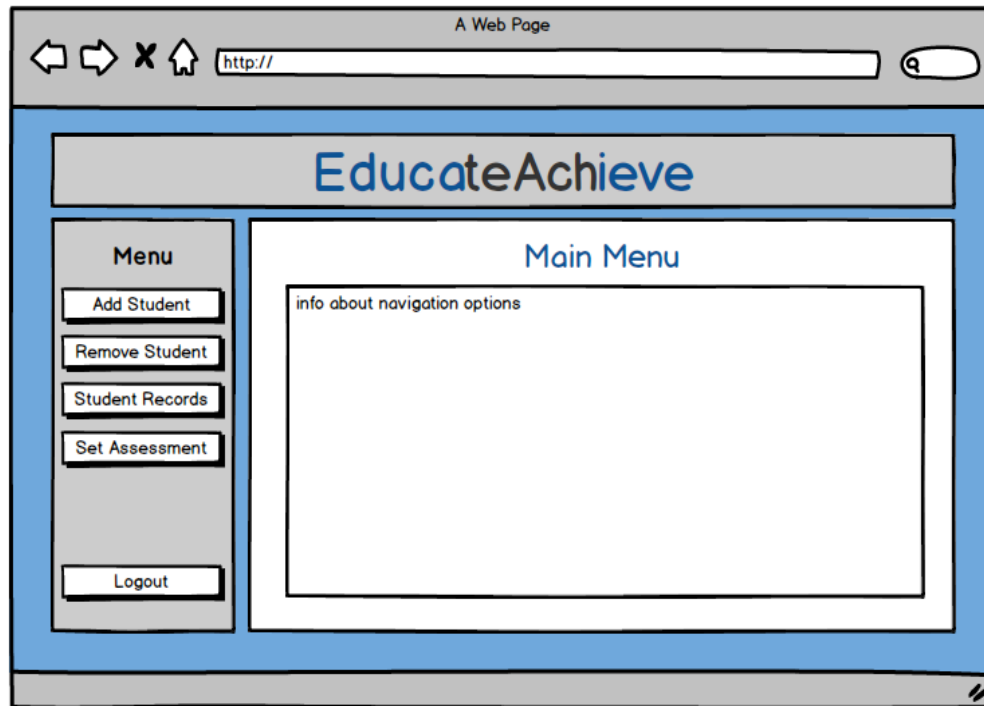 A Web Page
http://
EducateAchieve
Menu
Add Student
Remove Student
Student Records
Set Assessment
Logout
Main Menu
info about navigation options